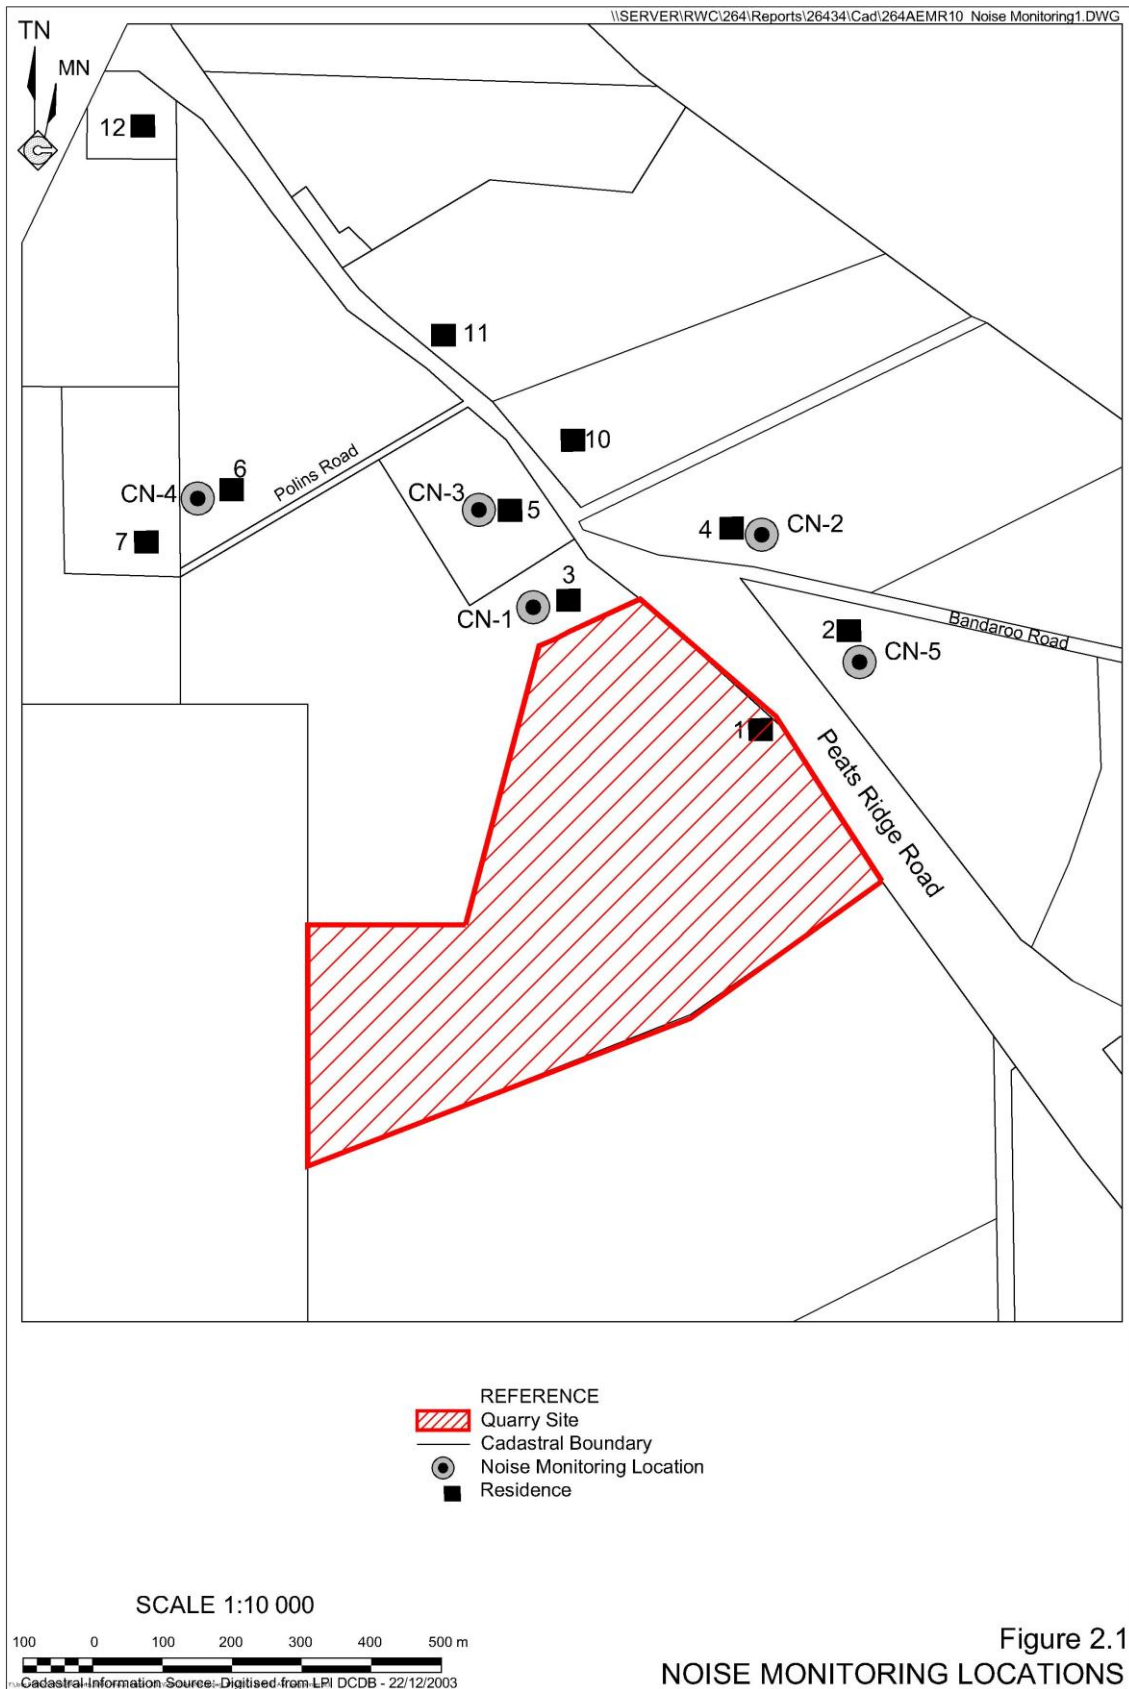 \\SERVER\RWC\264\Reports\26434\Cad\264AEMR10_Noise Monitoring1.DWG
TN
MN
12
11
10
6
CN-4
Polins Road
CN-3
5
4
CN-2
7
3
CN-1
2
Bandaroo Road
CN-5
1
Peats Ridge Road
REFERENCE
Quarry Site
Cadastral Boundary
Noise Monitoring Location
Residence
SCALE 1:10 000
100 0 100 200 300 400 500 m
Cadastral Information Source: Digitised from LPI DCDB - 22/12/2003
Figure 2.1
NOISE MONITORING LOCATIONS